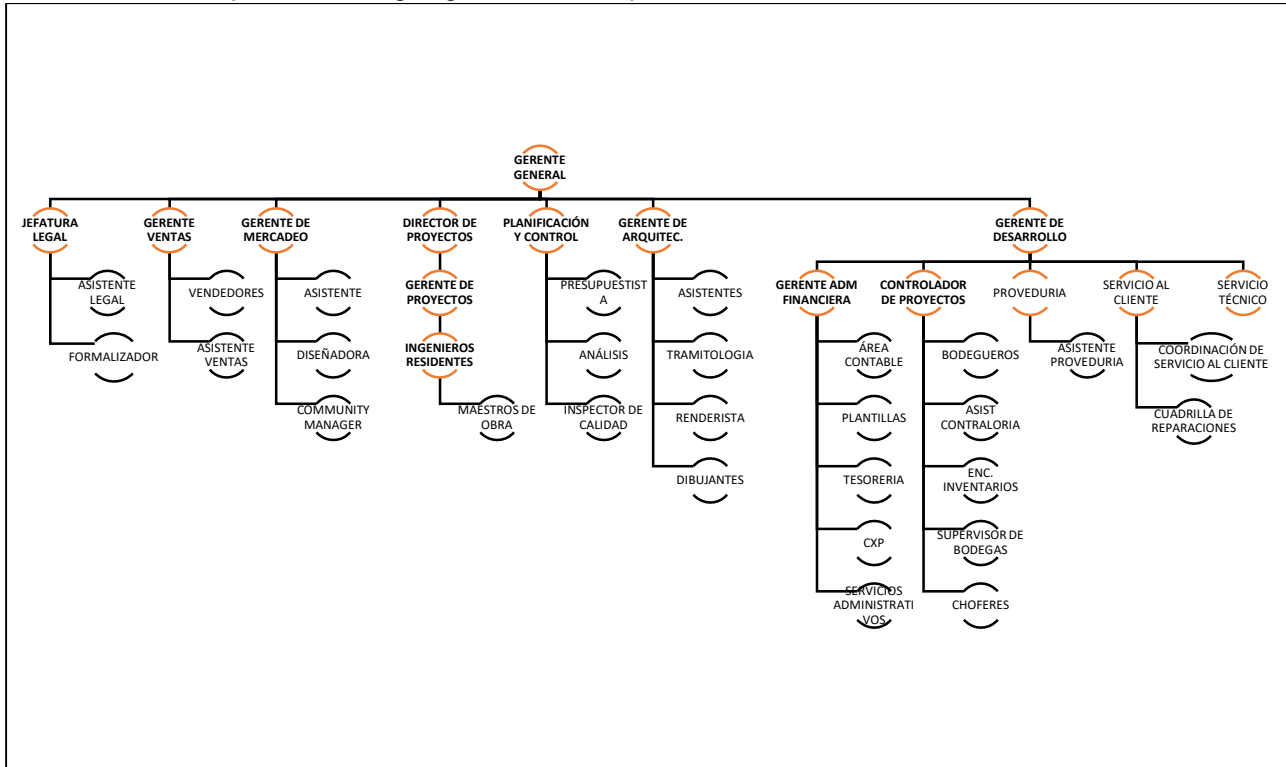 GERENTE
GENERAL
JEFATURA
LEGAL
GERENTE
VENTAS
GERENTE DE
MERCADEO
DIRECTOR DE
PROYECTOS
PLANIFICACIÓN
Y CONTROL
GERENTE DE
ARQUITEC.
GERENTE DE
DESARROLLO
ASISTENTE
LEGAL
FORMALIZADOR
VENDEDORES
ASISTENTE
VENTAS
ASISTENTE
DISEÑADORA
COMMUNITY
MANAGER
GERENTE DE
PROYECTOS
INGENIEROS
RESIDENTES
MAESTROS DE
OBRA
PRESUPUESTIST
A
ANÁLISIS
INSPECTOR DE
CALIDAD
ASISTENTES
TRAMITOLOGIA
RENDERISTA
DIBUJANTES
GERENTE ADM
FINANCIERA
ÁREA
CONTABLE
PLANTILLAS
TESORERIA
CXP
SERVICIOS
ADMINISTRATI
VOS
CONTROLADOR
DE PROYECTOS
BODEGUEROS
ASIST
CONTRALORIA
ENC.
INVENTARIOS
SUPERVISOR DE
BODEGAS
CHOFERES
PROVEDURIA
ASISTENTE
PROVEDURIA
SERVICIO AL
CLIENTE
COORDINACIÓN DE
SERVICIO AL CLIENTE
CUADRILLA DE
REPARACIONES
SERVICIO
TÉCNICO